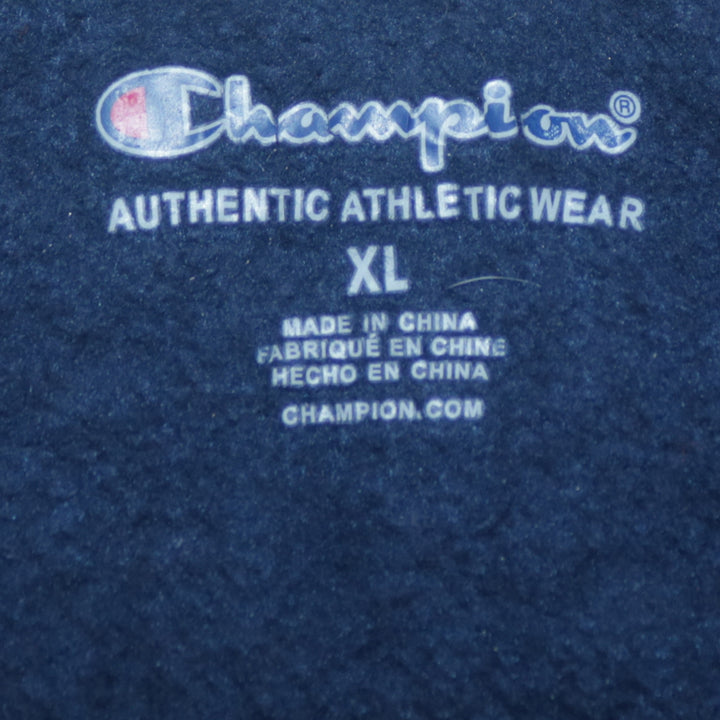 Champion®
AUTHENTIC ATHLETIC WEAR
XL
MADE IN CHINA
FABRIQUÉ EN CHINE
HECHO EN CHINA
CHAMPION.COM